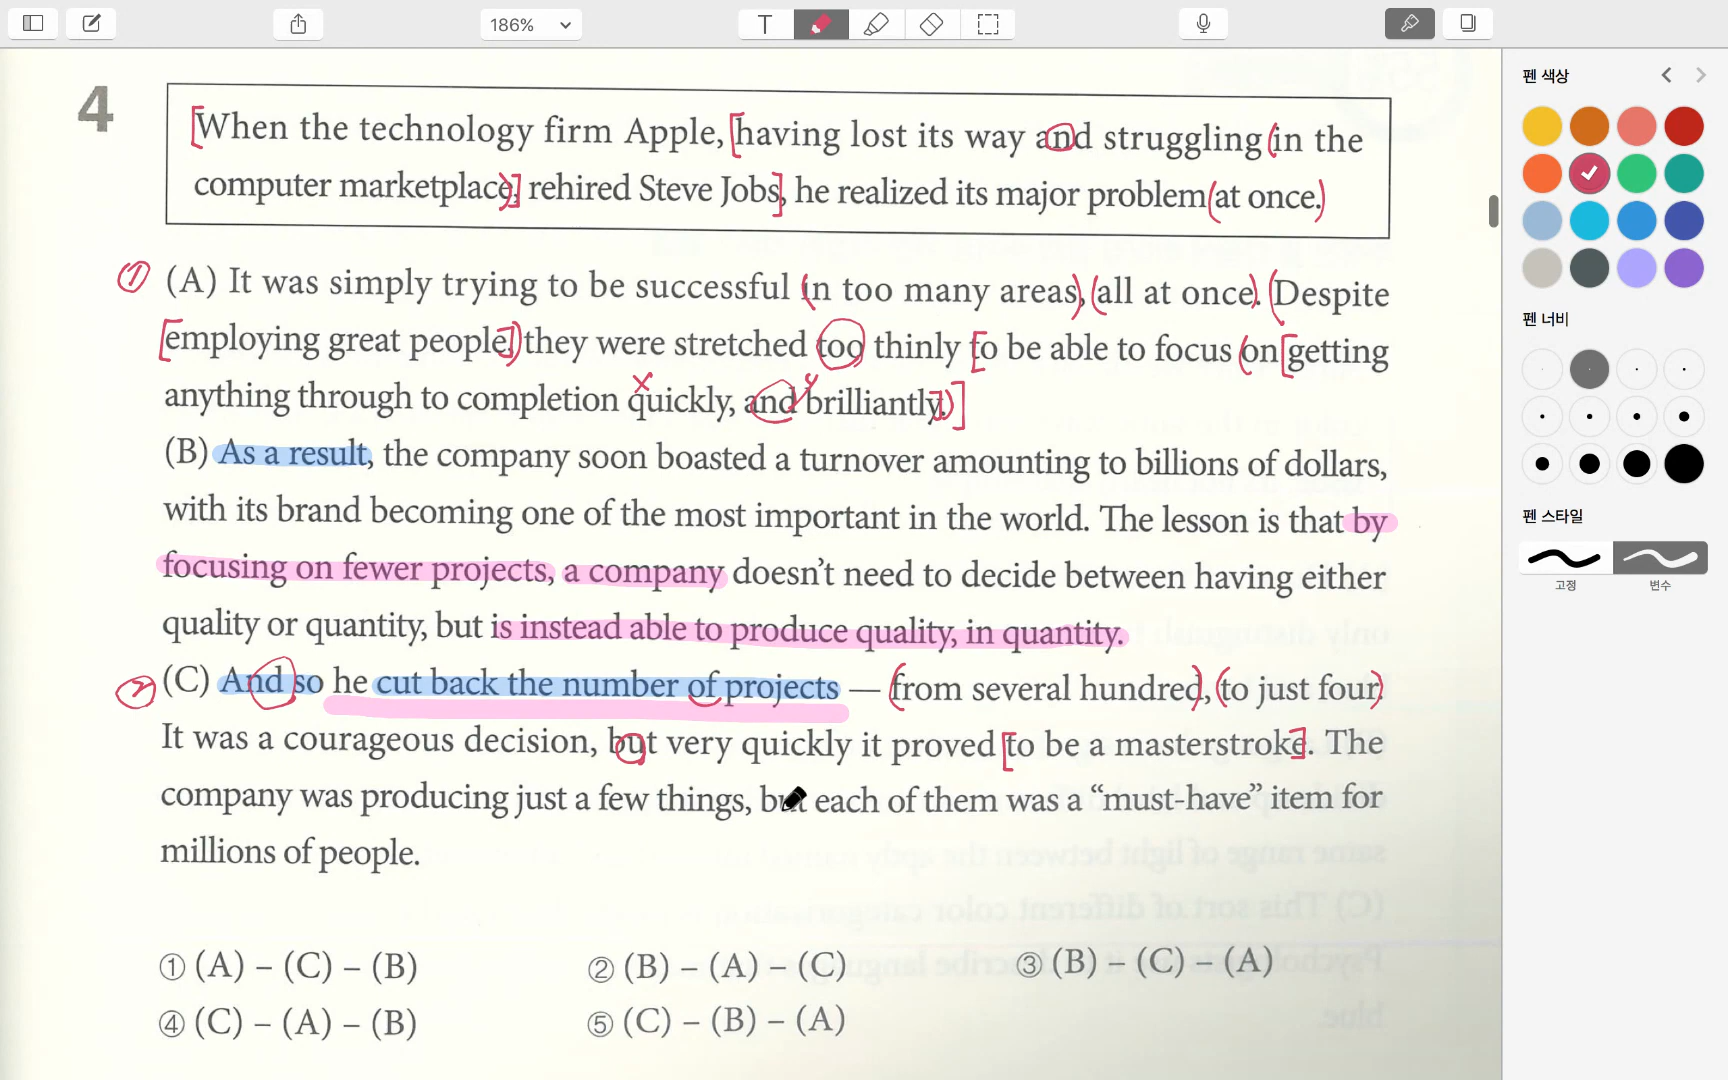 186%
T
펜 색상
펜 너비
펜 스타일
고정
변수
4
When the technology firm Apple, having lost its way and struggling in the
computer marketplace, rehired Steve Jobs, he realized its major problem at once.
① (A) It was simply trying to be successful in too many areas, all at once. Despite
employing great people, they were stretched too thinly to be able to focus on getting
anything through to completion quickly, and brilliantly.
(B) As a result, the company soon boasted a turnover amounting to billions of dollars,
with its brand becoming one of the most important in the world. The lesson is that by
focusing on fewer projects, a company doesn't need to decide between having either
quality or quantity, but is instead able to produce quality, in quantity.
② (C) And so he cut back the number of projects — from several hundred, to just four.
It was a courageous decision, but very quickly it proved to be a masterstroke. The
company was producing just a few things, but each of them was a “must-have” item for
millions of people.
① (A) – (C) – (B) ② (B) – (A) – (C) ③ (B) – (C) – (A)
④ (C) – (A) – (B) ⑤ (C) – (B) – (A)